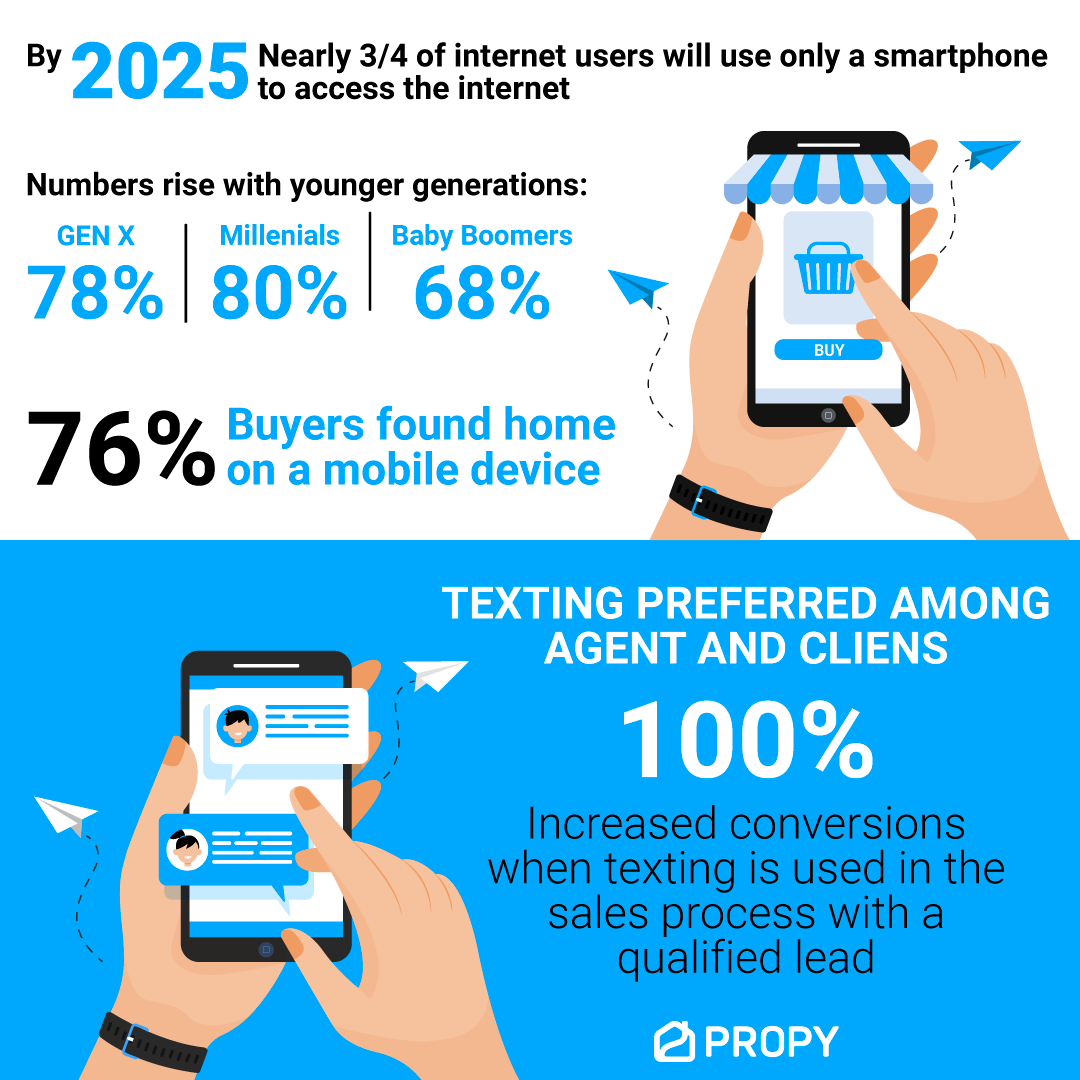 By 2025 Nearly 3/4 of internet users will use only a smartphone
to access the internet
Numbers rise with younger generations:
GEN X
78%
Millenials
80%
Baby Boomers
68%
76% Buyers found home
on a mobile device
BUY
TEXTING PREFERRED AMONG
AGENT AND CLIENS
100%
Increased conversions
when texting is used in the
sales process with a
qualified lead
PROPY